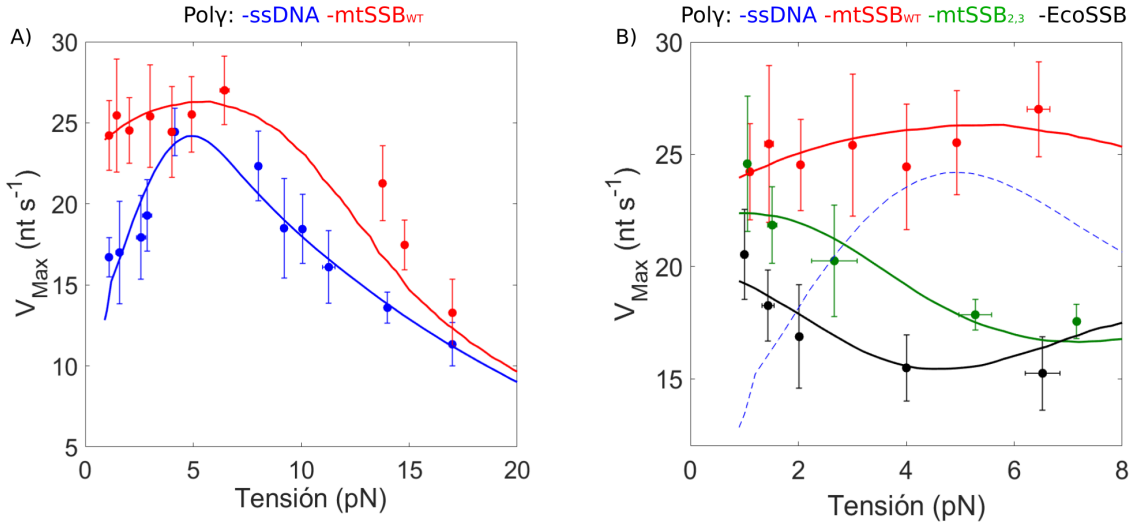 Polγ: -ssDNA -mtSSBWT
A)
30
25
20
15
10
5
VMax (nt s-1)
0 5 10 15 20
Tensión (pN)
Polγ: -ssDNA -mtSSBWT -mtSSB2,3 -EcoSSB
B)
30
25
20
15
VMax (nt s-1)
0 2 4 6 8
Tensión (pN)